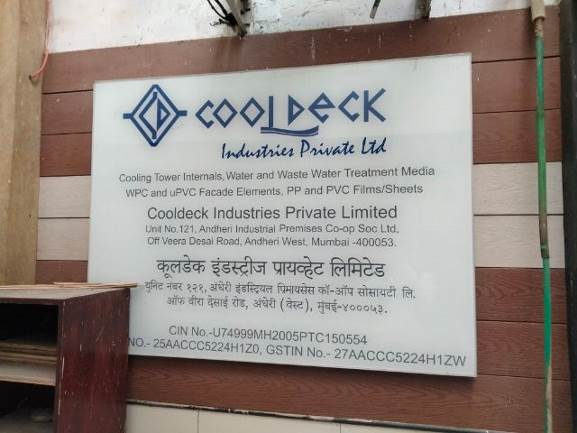 COOLDECK
Industries Private Ltd
Cooling Tower Internals, Water and Waste Water Treatment Media
WPC and uPVC Facade Elements, PP and PVC Films/Sheets
Cooldeck Industries Private Limited
Unit No.121, Andheri Industrial Premises Co-op Soc Ltd,
Off Veera Desai Road, Andheri West, Mumbai -400053.
कूलडेक इंडस्ट्रीज प्रायव्हेट लिमिटेड
युनिट नंबर १२१, अंधेरी इंडस्ट्रियल प्रिमायसेस कॉ-ऑप सोसायटी लि.
ऑफ वीरा देसाई रोड, अंधेरी (वेस्ट), मुंबई-४०००५३.
CIN No.-U74999MH2005PTC150554
NO.- 25AACCC5224H1Z0, GSTIN No.- 27AACCC5224H1ZW